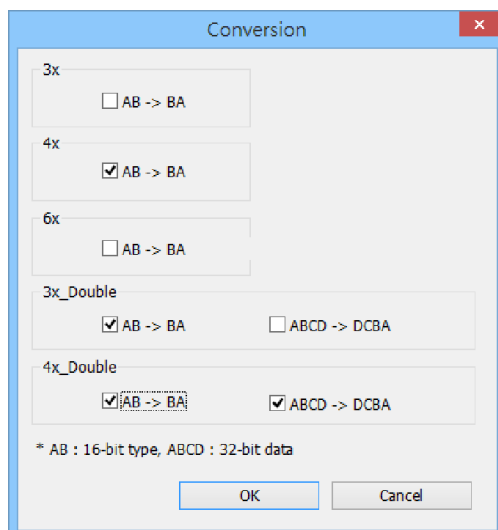 Conversion
3x
AB -> BA
4x
AB -> BA
6x
AB -> BA
3x_Double
AB -> BA ABCD -> DCBA
4x_Double
AB -> BA ABCD -> DCBA
* AB : 16-bit type, ABCD : 32-bit data
OK Cancel